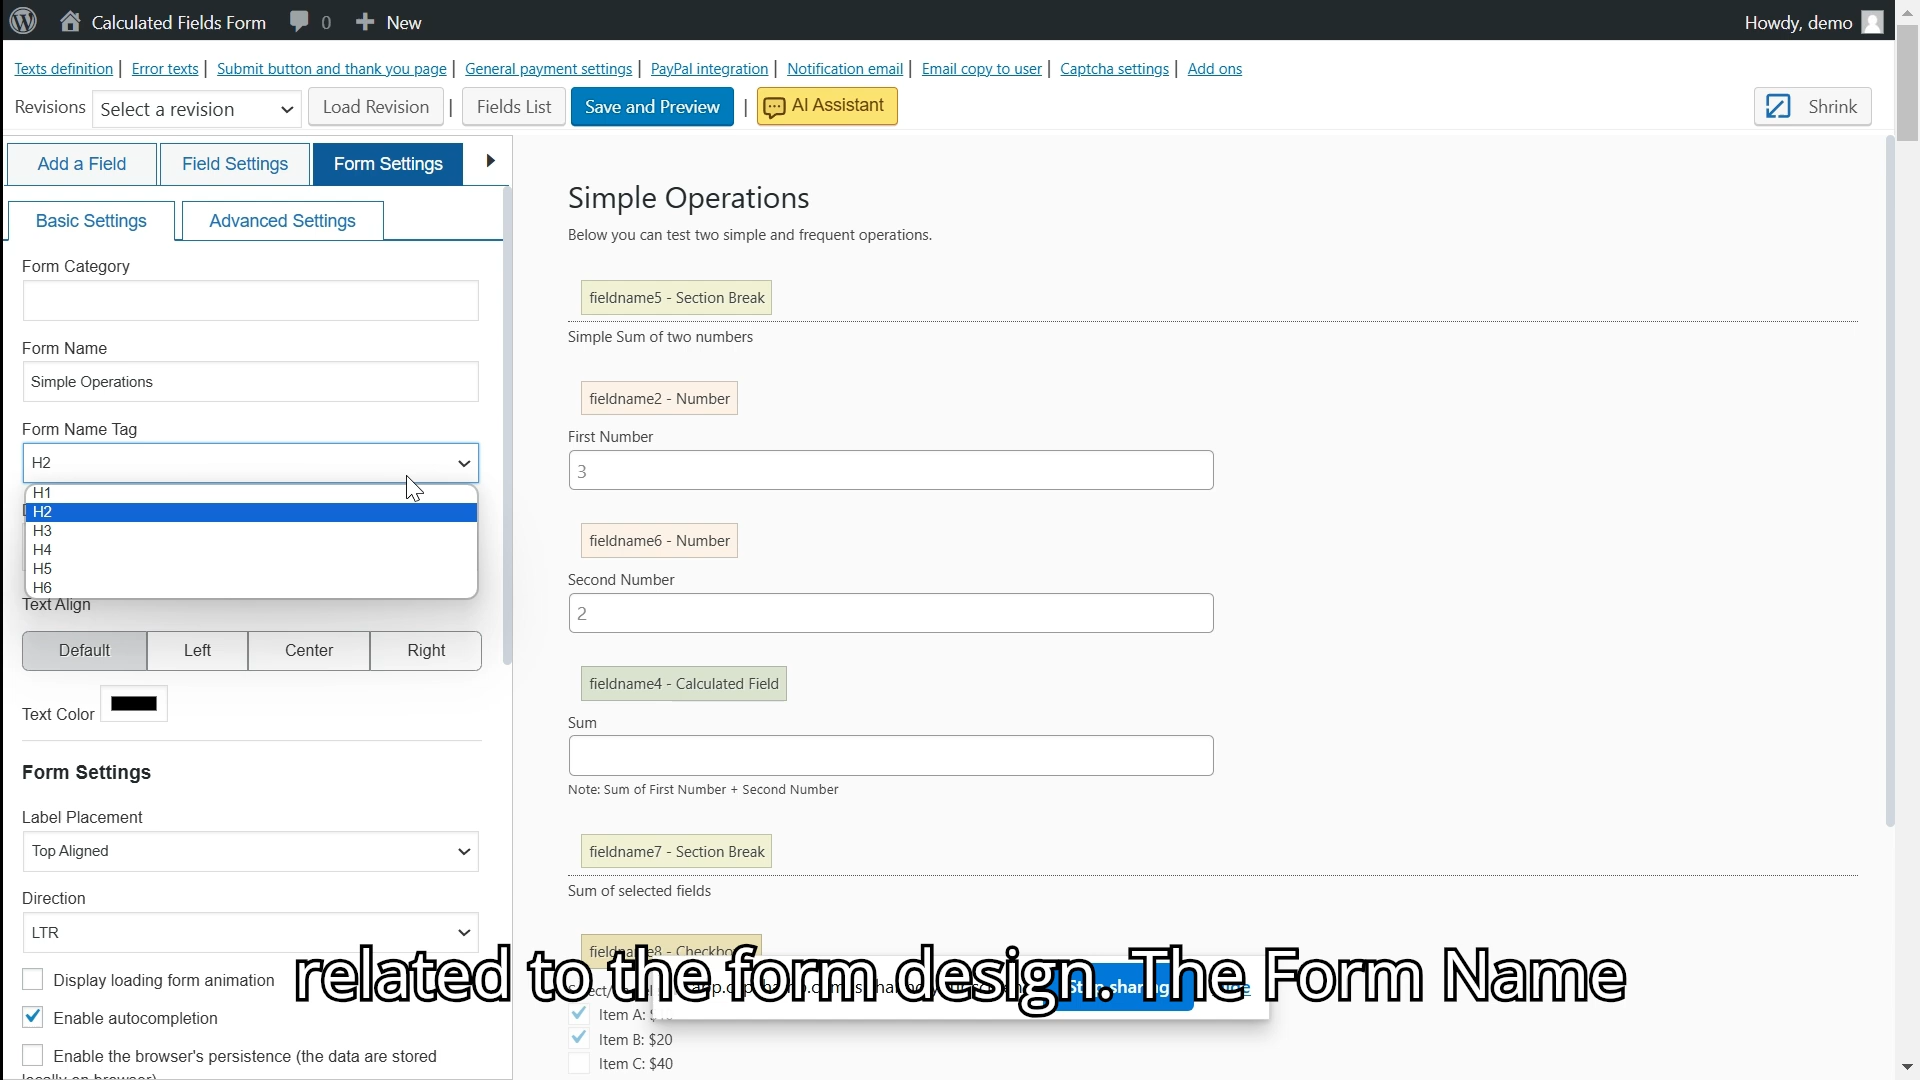 Calculated Fields Form 0 New Howdy, demo
Texts definition | Error texts | Submit button and thank you page | General payment settings | PayPal integration | Notification email | Email copy to user | Captcha settings | Add ons
Revisions Select a revision Load Revision | Fields List Save and Preview | AI Assistant Shrink
Add a Field Field Settings Form Settings
Basic Settings Advanced Settings
Form Category
Form Name
Simple Operations
Form Name Tag
H2
H1
H2
H3
H4
H5
H6
Text Align
Default Left Center Right
Text Color
Form Settings
Label Placement
Top Aligned
Direction
LTR
Display loading form animation
Enable autocompletion
Enable the browser's persistence (the data are stored
locally on browser)
Simple Operations
Below you can test two simple and frequent operations.
fieldname5 - Section Break
Simple Sum of two numbers
fieldname2 - Number
First Number
3
fieldname6 - Number
Second Number
2
fieldname4 - Calculated Field
Sum
Note: Sum of First Number + Second Number
fieldname7 - Section Break
Sum of selected fields
related to the form design. The Form Name
Item A:
Item B: $20
Item C: $40